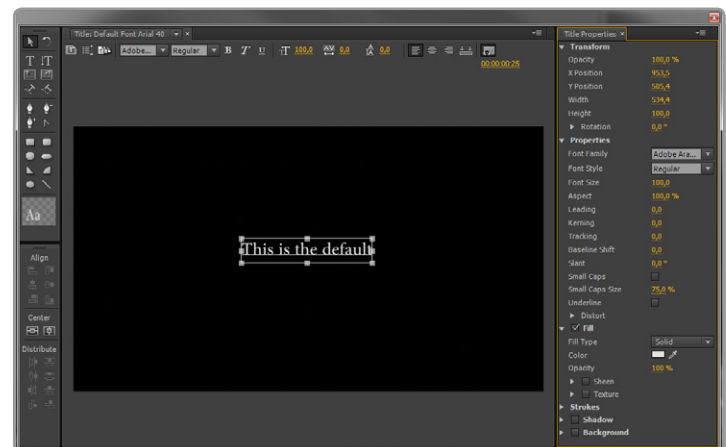 Title: Default Font Arial 40
Adobe... Regular B T U T 100,0 AV 0,0 A 0,0
00:00:00:25
T IT
Aa
Align
Center
Distribute
This is the default
Title Properties ×
Transform
Opacity 100,0 %
X Position 953,5
Y Position 505,4
Width 534,4
Height 100,0
Rotation 0,0 °
Properties
Font Family Adobe Ara...
Font Style Regular
Font Size 100,0
Aspect 100,0 %
Leading 0,0
Kerning 0,0
Tracking 0,0
Baseline Shift 0,0
Slant 0,0 °
Small Caps
Small Caps Size 75,0 %
Underline
Distort
Fill
Fill Type Solid
Color
Opacity 100 %
Sheen
Texture
Strokes
Shadow
Background